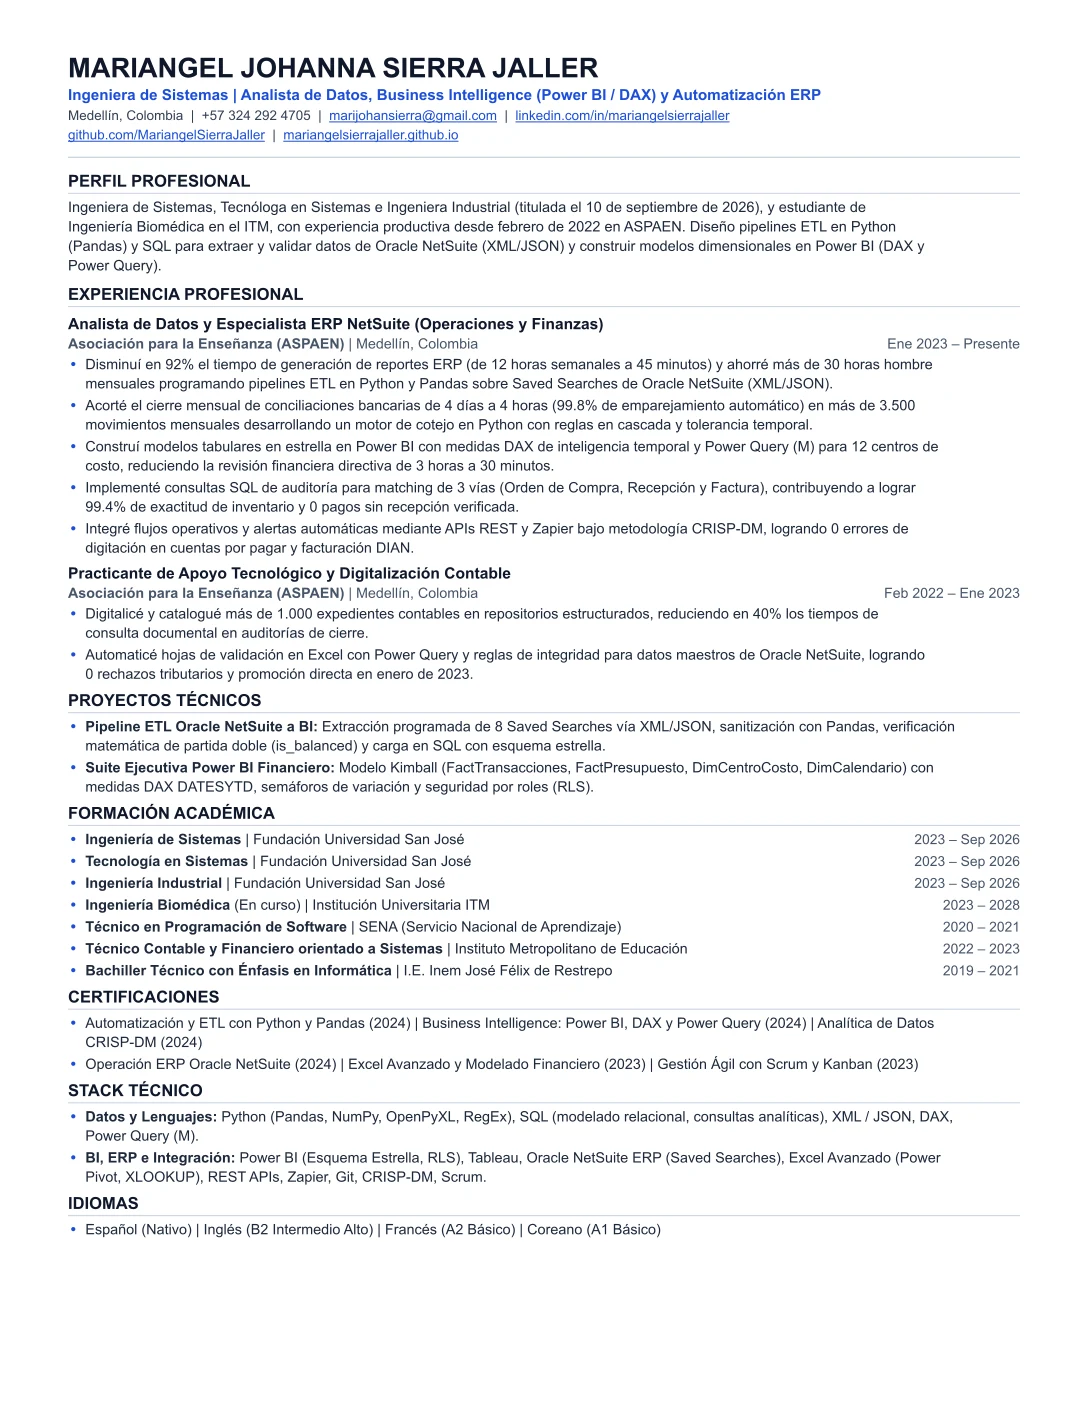 MARIANGEL JOHANNA SIERRA JALLER
Ingeniera de Sistemas | Analista de Datos, Business Intelligence (Power BI / DAX) y Automatización ERP
Medellín, Colombia | +57 324 292 4705 | marijohansierra@gmail.com | linkedin.com/in/mariangelsierrajaller
github.com/MariangelSierraJaller | mariangelsierrajaller.github.io
PERFIL PROFESIONAL
Ingeniera de Sistemas, Tecnóloga en Sistemas e Ingeniera Industrial (titulada el 10 de septiembre de 2026), y estudiante de
Ingeniería Biomédica en el ITM, con experiencia productiva desde febrero de 2022 en ASPAEN. Diseño pipelines ETL en Python
(Pandas) y SQL para extraer y validar datos de Oracle NetSuite (XML/JSON) y construir modelos dimensionales en Power BI (DAX y
Power Query).
EXPERIENCIA PROFESIONAL
Analista de Datos y Especialista ERP NetSuite (Operaciones y Finanzas)
Asociación para la Enseñanza (ASPAEN) | Medellín, Colombia Ene 2023 – Presente
• Disminuí en 92% el tiempo de generación de reportes ERP (de 12 horas semanales a 45 minutos) y ahorré más de 30 horas hombre
mensuales programando pipelines ETL en Python y Pandas sobre Saved Searches de Oracle NetSuite (XML/JSON).
• Acorté el cierre mensual de conciliaciones bancarias de 4 días a 4 horas (99.8% de emparejamiento automático) en más de 3.500
movimientos mensuales desarrollando un motor de cotejo en Python con reglas en cascada y tolerancia temporal.
• Construí modelos tabulares en estrella en Power BI con medidas DAX de inteligencia temporal y Power Query (M) para 12 centros de
costo, reduciendo la revisión financiera directiva de 3 horas a 30 minutos.
• Implementé consultas SQL de auditoría para matching de 3 vías (Orden de Compra, Recepción y Factura), contribuyendo a lograr
99.4% de exactitud de inventario y 0 pagos sin recepción verificada.
• Integré flujos operativos y alertas automáticas mediante APIs REST y Zapier bajo metodología CRISP-DM, logrando 0 errores de
digitación en cuentas por pagar y facturación DIAN.
Practicante de Apoyo Tecnológico y Digitalización Contable
Asociación para la Enseñanza (ASPAEN) | Medellín, Colombia Feb 2022 – Ene 2023
• Digitalicé y catalogué más de 1.000 expedientes contables en repositorios estructurados, reduciendo en 40% los tiempos de
consulta documental en auditorías de cierre.
• Automaticé hojas de validación en Excel con Power Query y reglas de integridad para datos maestros de Oracle NetSuite, logrando
0 rechazos tributarios y promoción directa en enero de 2023.
PROYECTOS TÉCNICOS
• Pipeline ETL Oracle NetSuite a BI: Extracción programada de 8 Saved Searches vía XML/JSON, sanitización con Pandas, verificación
matemática de partida doble (is_balanced) y carga en SQL con esquema estrella.
• Suite Ejecutiva Power BI Financiero: Modelo Kimball (FactTransacciones, FactPresupuesto, DimCentroCosto, DimCalendario) con
medidas DAX DATESYTD, semáforos de variación y seguridad por roles (RLS).
FORMACIÓN ACADÉMICA
• Ingeniería de Sistemas | Fundación Universidad San José 2023 – Sep 2026
• Tecnología en Sistemas | Fundación Universidad San José 2023 – Sep 2026
• Ingeniería Industrial | Fundación Universidad San José 2023 – Sep 2026
• Ingeniería Biomédica (En curso) | Institución Universitaria ITM 2023 – 2028
• Técnico en Programación de Software | SENA (Servicio Nacional de Aprendizaje) 2020 – 2021
• Técnico Contable y Financiero orientado a Sistemas | Instituto Metropolitano de Educación 2022 – 2023
• Bachiller Técnico con Énfasis en Informática | I.E. Inem José Félix de Restrepo 2019 – 2021
CERTIFICACIONES
• Automatización y ETL con Python y Pandas (2024) | Business Intelligence: Power BI, DAX y Power Query (2024) | Analítica de Datos
CRISP-DM (2024)
• Operación ERP Oracle NetSuite (2024) | Excel Avanzado y Modelado Financiero (2023) | Gestión Ágil con Scrum y Kanban (2023)
STACK TÉCNICO
• Datos y Lenguajes: Python (Pandas, NumPy, OpenPyXL, RegEx), SQL (modelado relacional, consultas analíticas), XML / JSON, DAX,
Power Query (M).
• BI, ERP e Integración: Power BI (Esquema Estrella, RLS), Tableau, Oracle NetSuite ERP (Saved Searches), Excel Avanzado (Power
Pivot, XLOOKUP), REST APIs, Zapier, Git, CRISP-DM, Scrum.
IDIOMAS
• Español (Nativo) | Inglés (B2 Intermedio Alto) | Francés (A2 Básico) | Coreano (A1 Básico)